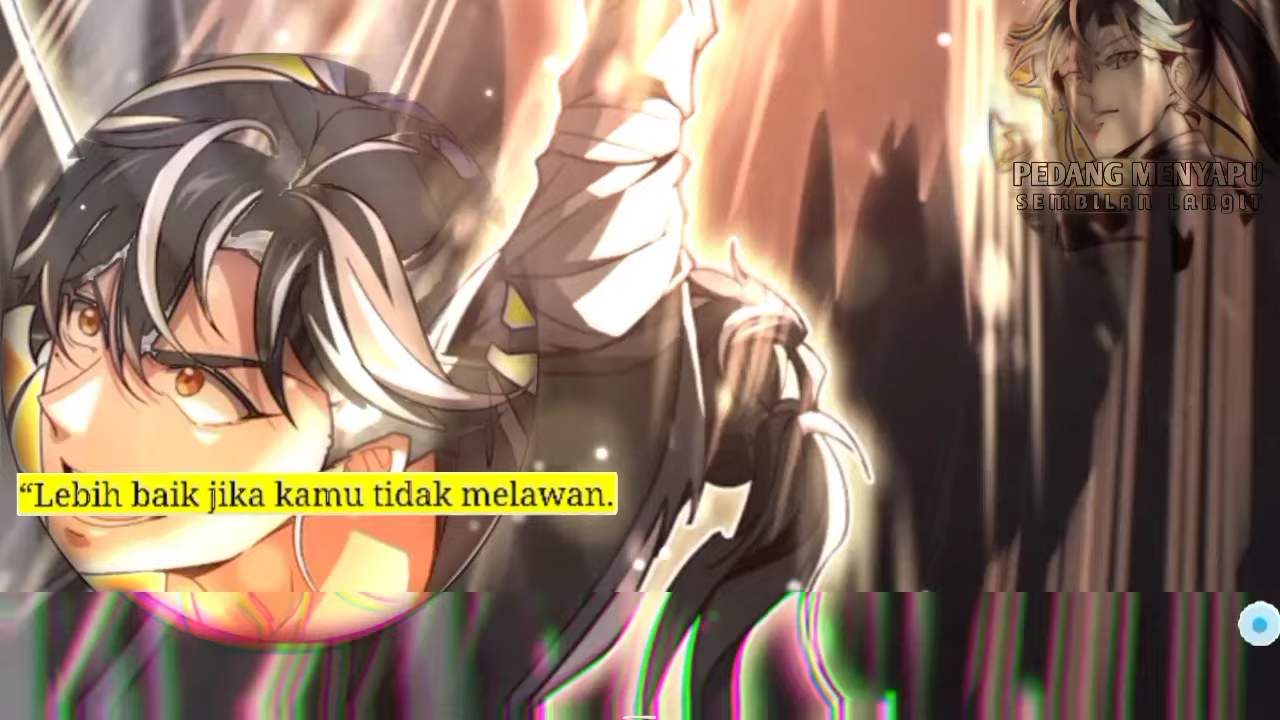 PEDANG MENYAPU
SEMBILAN LANGIT
“Lebih baik jika kamu tidak melawan.